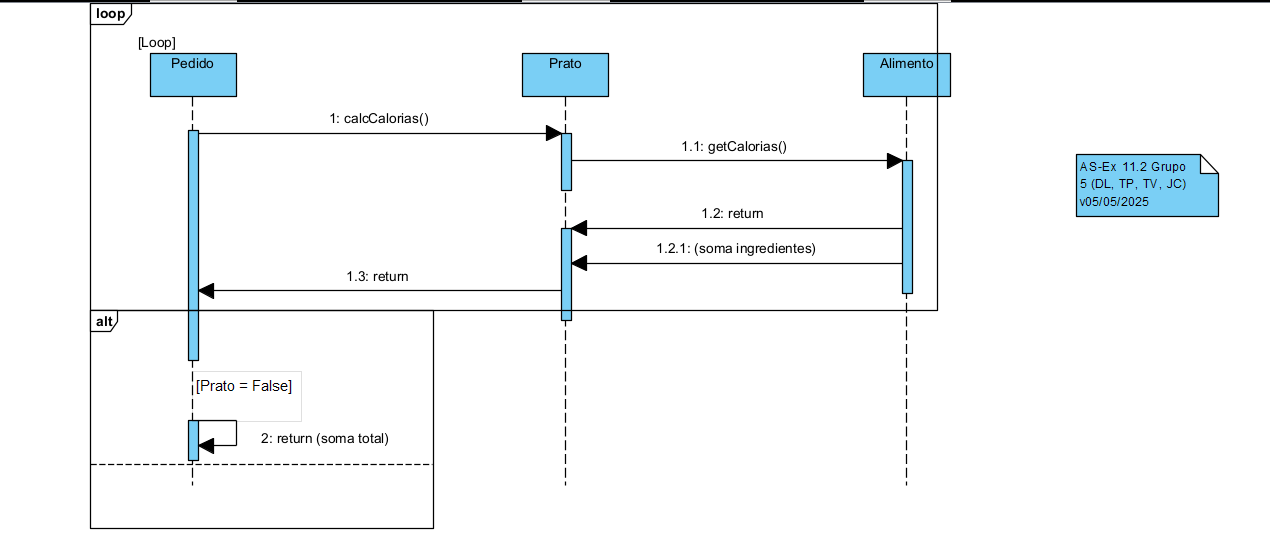 loop
[Loop]
Pedido
Prato
Alimento
1: calcCalorias()
1.1: getCalorias()
AS-Ex 11.2 Grupo
5 (DL, TP, TV, JC)
v05/05/2025
1.2: return
1.2.1: (soma ingredientes)
1.3: return
alt
[Prato = False]
2: return (soma total)